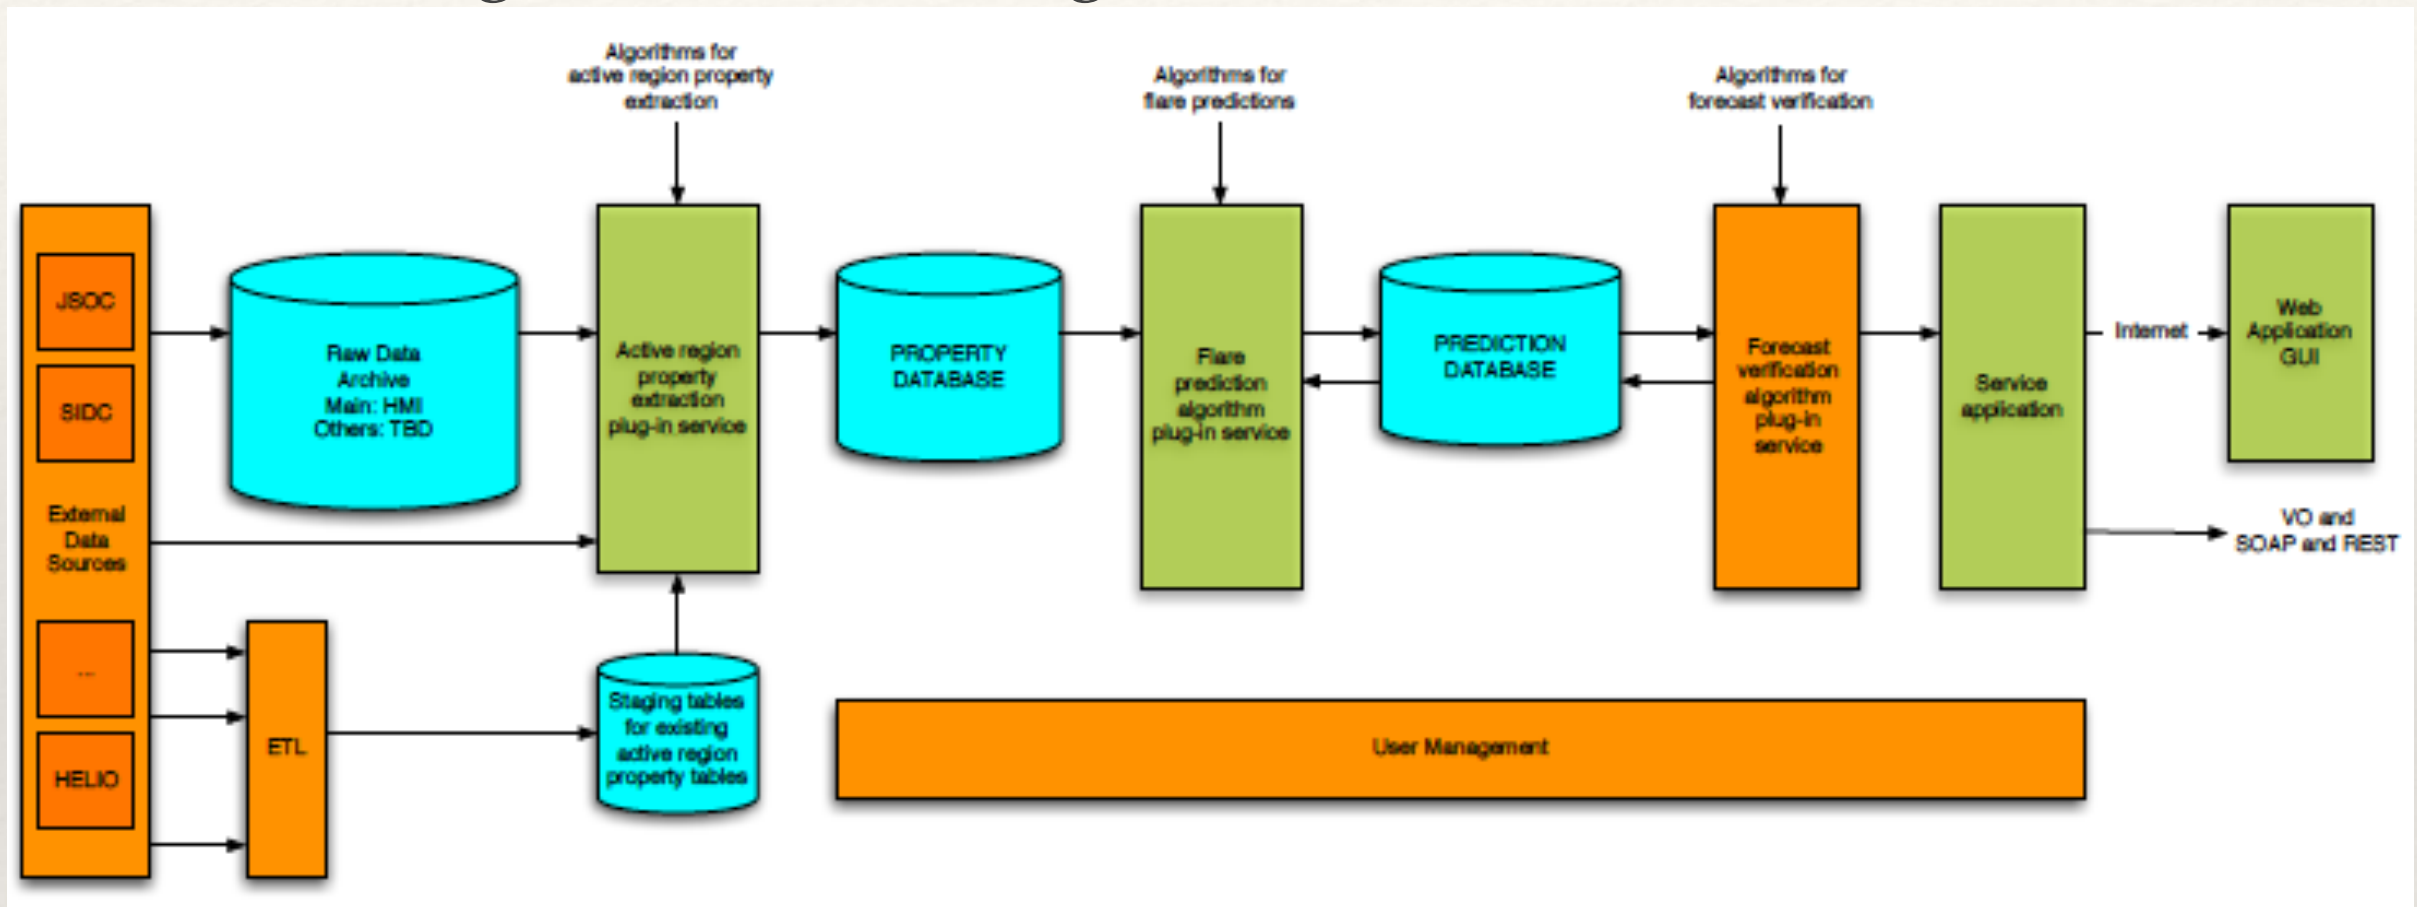 Algorithms for
active region property
extraction
Algorithms for
flare predictions
Algorithms for
forecast verification
JSOC
SIDC
External
Data
Sources
...
HELIO
Raw Data
Archive
Main: HMI
Others: TBD
ETL
Active region
property
extraction
plug-in service
Staging tables
for existing
active region
property tables
PROPERTY
DATABASE
Flare
prediction
algorithm
plug-in service
PREDICTION
DATABASE
Forecast
verification
algorithm
plug-in
service
Service
application
Internet
Web
Application
GUI
VO and
SOAP and REST
User Management